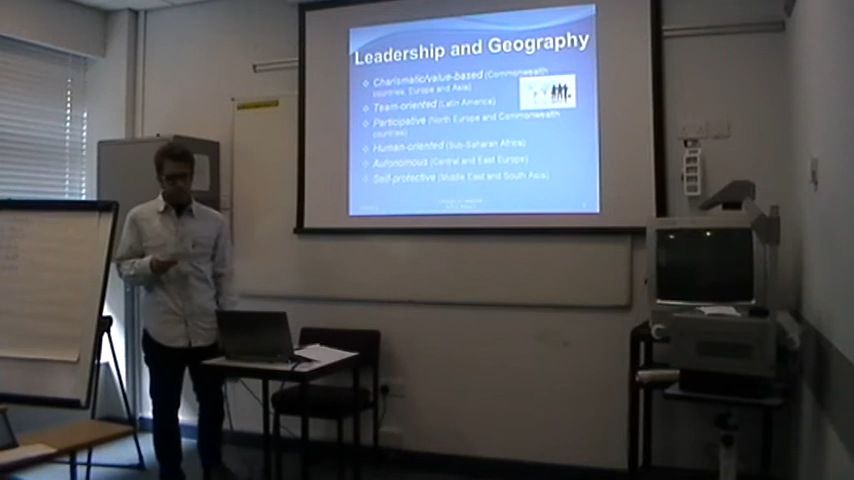 Leadership and Geography
Charismatic/value-based (Commonwealth
countries, Europe and Asia)
Team-oriented (Latin America)
Participative (North Europe and Commonwealth
countries)
Human-oriented (Sub-Saharan Africa)
Autonomous (Central and East Europe)
Self-protective (Middle East and South Asia)